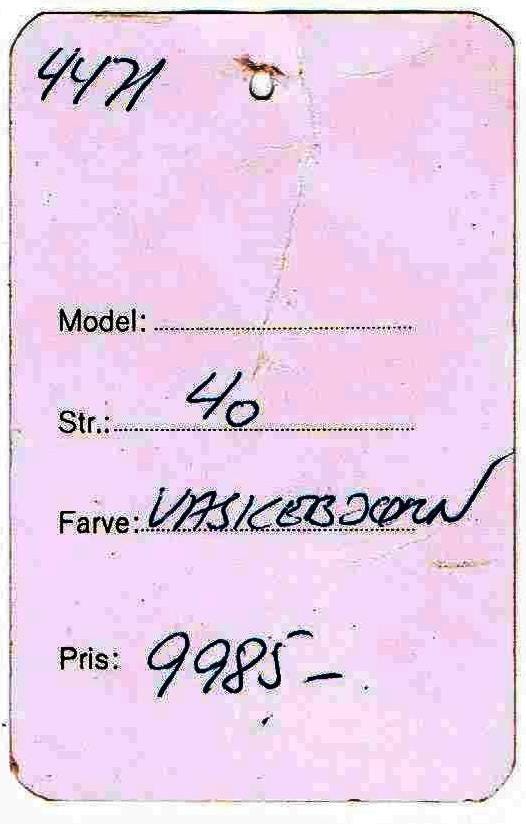 4471
Model:
Str.: 40
Farve: VASKEBJØRN
Pris: 9985-